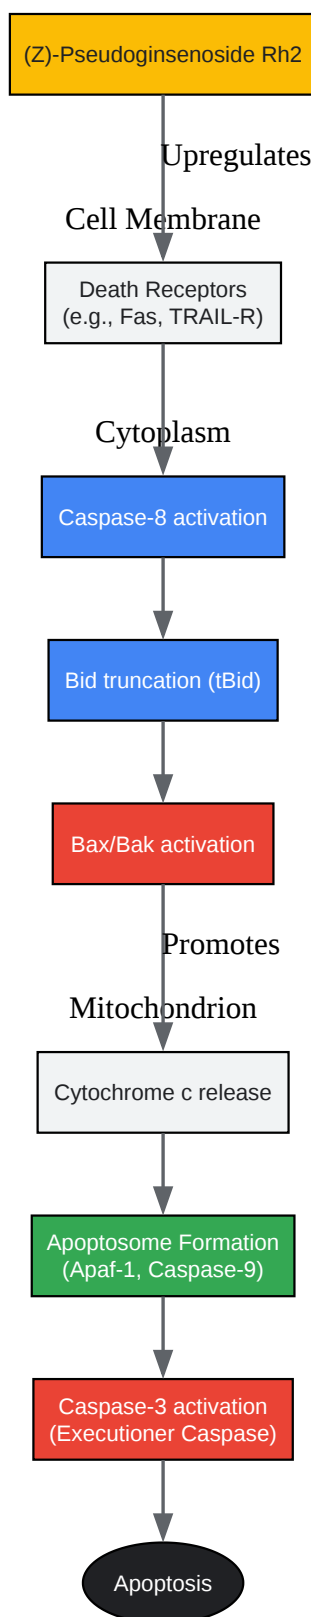 (Z)-Pseudoginsenoside Rh2
Upregulates
Cell Membrane
Death Receptors
(e.g., Fas, TRAIL-R)
Cytoplasm
Caspase-8 activation
Bid truncation (tBid)
Bax/Bak activation
Promotes
Mitochondrion
Cytochrome c release
Apoptosome Formation
(Apaf-1, Caspase-9)
Caspase-3 activation
(Executioner Caspase)
Apoptosis